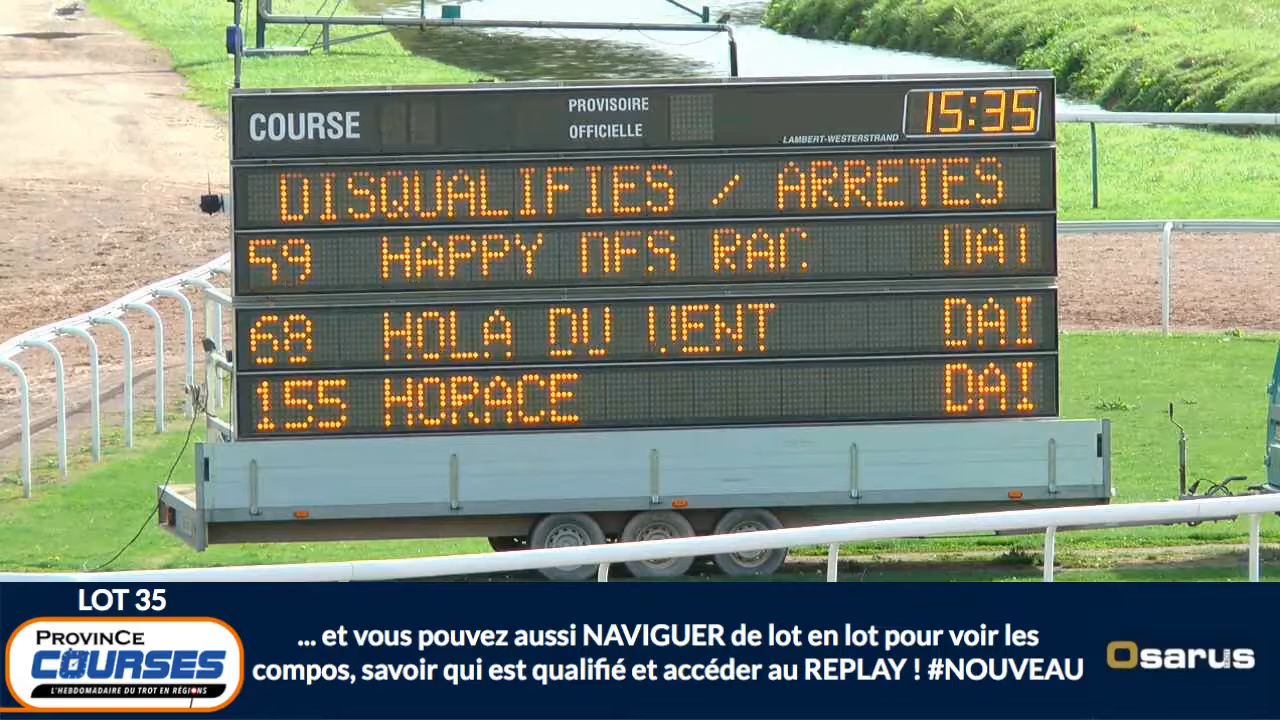 COURSE
PROVISOIRE
OFFICIELLE
LAMBERT-WESTERSTRAND
15:35
DISQUALIFIES / ARRETES
59 HAPPY DES RAC DAI
68 HOLA DU VENT DAI
155 HORACE DAI
LOT 35
PROVINCE
COURSES
L'HEBDOMADAIRE DU TROT EN RÉGIONS
... et vous pouvez aussi NAVIGUER de lot en lot pour voir les
compos, savoir qui est qualifié et accéder au REPLAY ! #NOUVEAU
Osarus